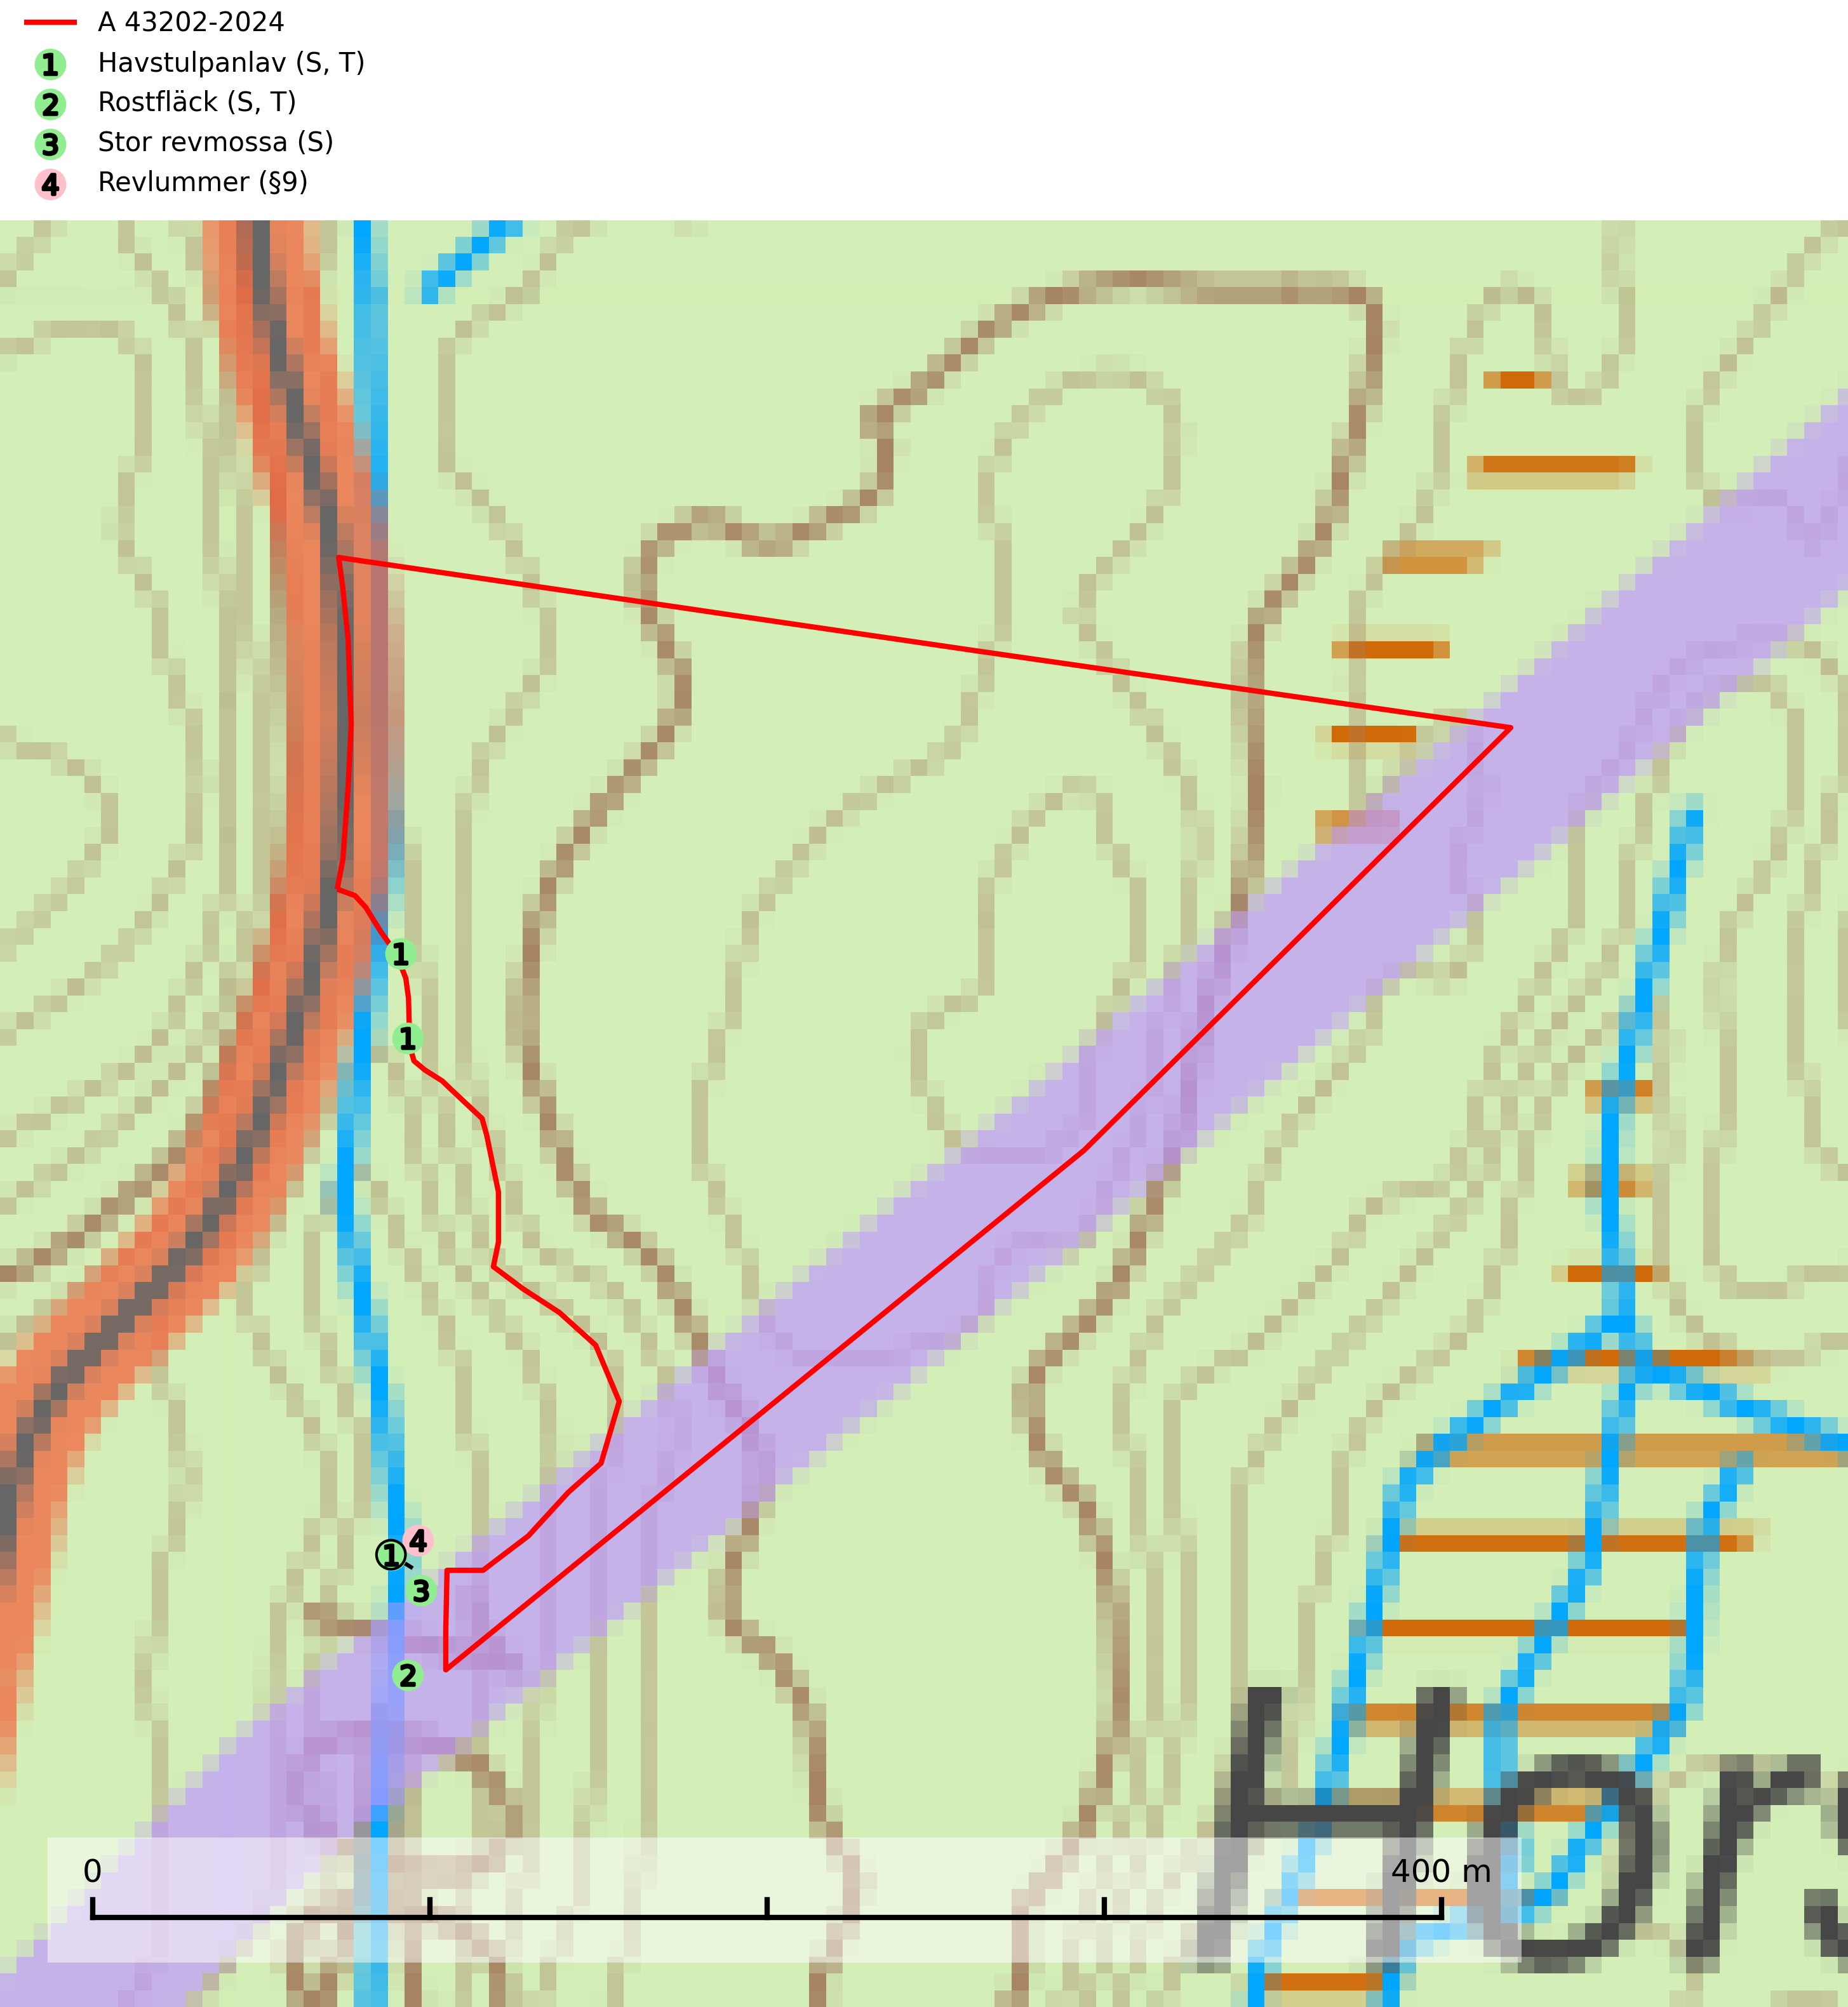 A 43202-2024
1 Havstulpanlav (S, T)
2 Rostfläck (S, T)
3 Stor revmossa (S)
4 Revlummer (§9)
1
1
4
1
3
2
0 400 m